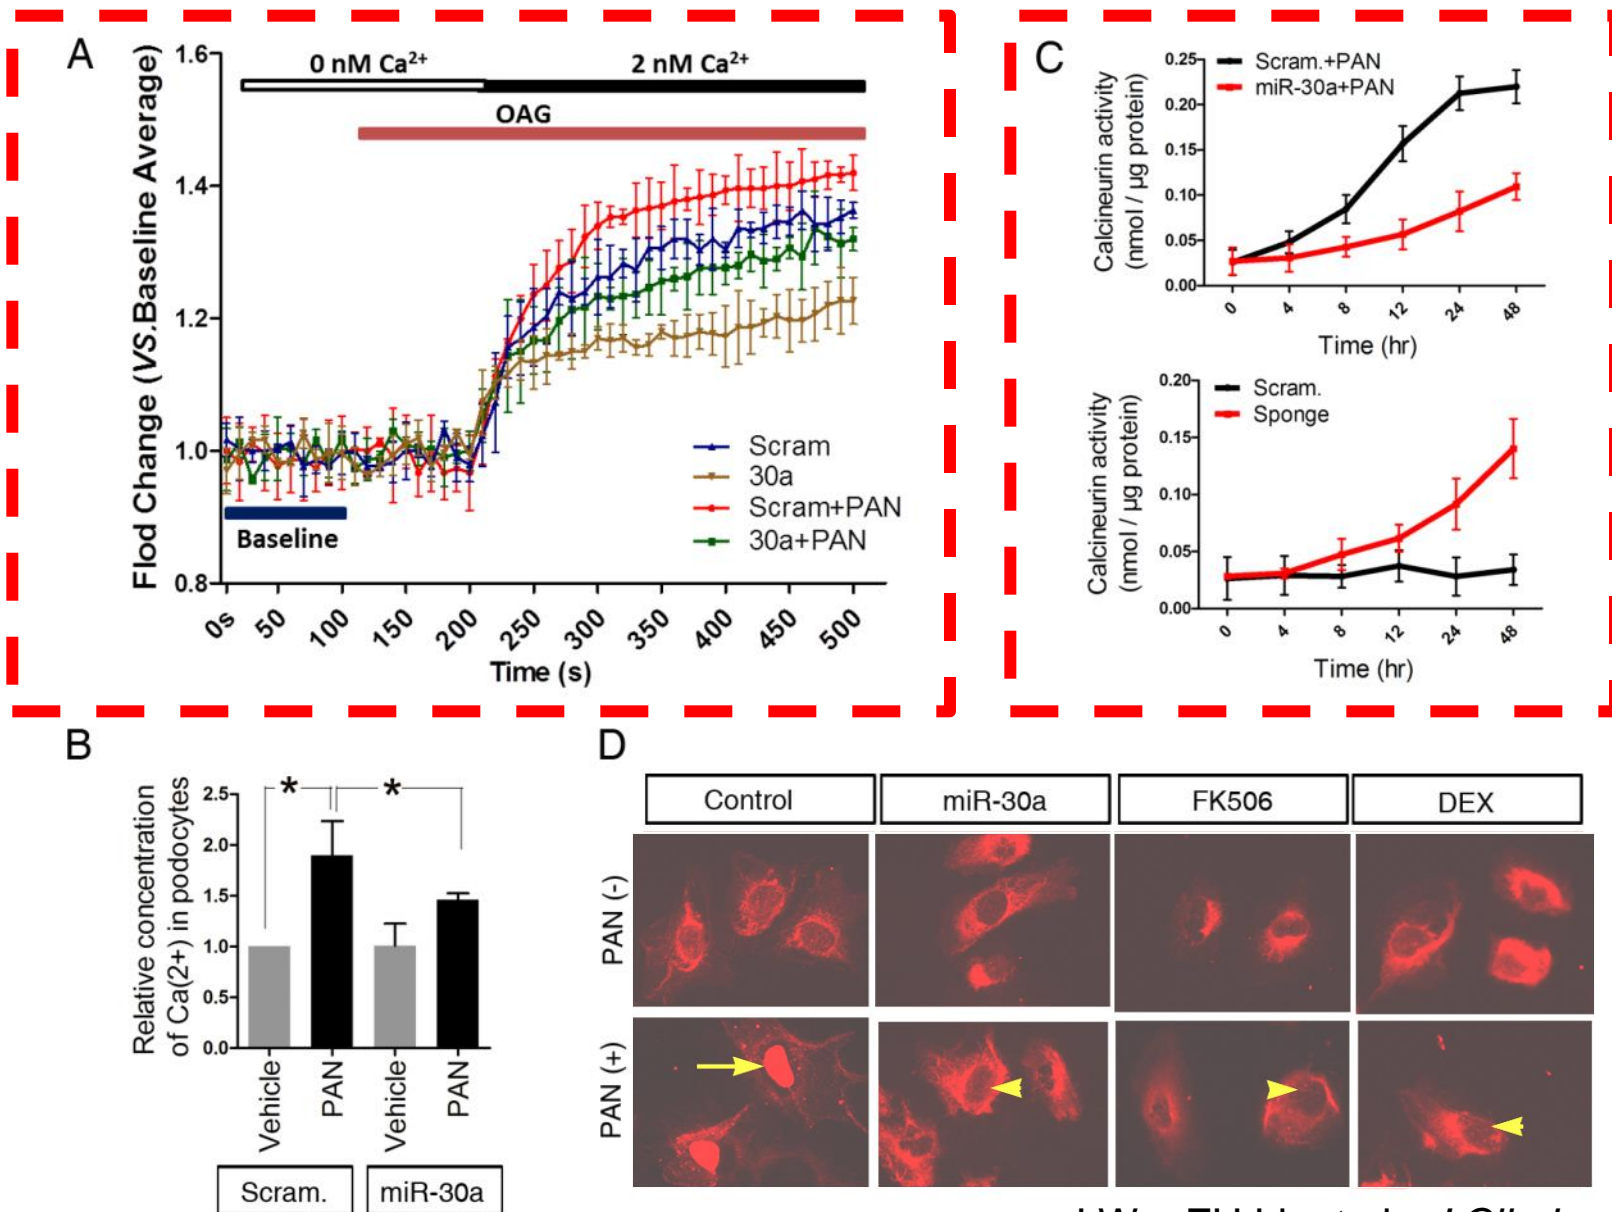 A
Flod Change (VS.Baseline Average)
1.6
1.4
1.2
1.0
0.8
0 nM Ca²⁺
2 nM Ca²⁺
OAG
Baseline
Scram
30a
Scram+PAN
30a+PAN
0s
50
100
150
200
250
300
350
400
450
500
Time (s)
C
Calcineurin activity
(nmol / µg protein)
0.25
0.20
0.15
0.10
0.05
0.00
Scram.+PAN
miR-30a+PAN
0
4
8
12
24
48
Time (hr)
Calcineurin activity
(nmol / µg protein)
0.20
0.15
0.10
0.05
0.00
Scram.
Sponge
0
4
8
12
24
48
Time (hr)
B
Relative concentration
of Ca(2+) in podocytes
2.5
2.0
1.5
1.0
0.5
0.0
*
*
Vehicle
PAN
Vehicle
PAN
Scram.
miR-30a
D
Control
miR-30a
FK506
DEX
PAN (-)
PAN (+)